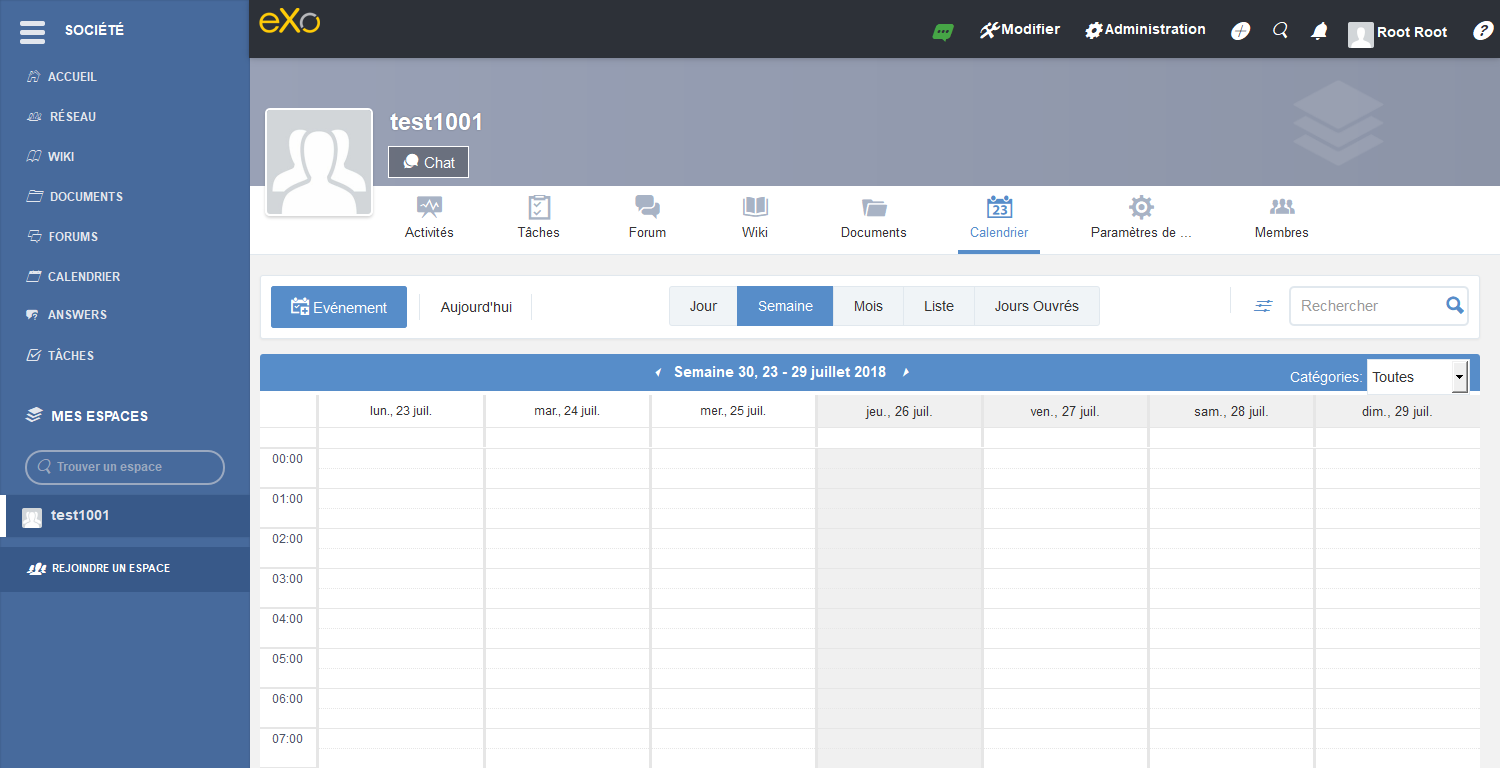 SOCIÉTÉ
ACCUEIL
RÉSEAU
WIKI
DOCUMENTS
FORUMS
CALENDRIER
ANSWERS
TÂCHES
MES ESPACES
Trouver un espace
test1001
REJOINDRE UN ESPACE
eXo
Modifier
Administration
Root Root
?
test1001
Chat
Activités
Tâches
Forum
Wiki
Documents
23
Calendrier
Paramètres de ...
Membres
Evénement
Aujourd'hui
Jour
Semaine
Mois
Liste
Jours Ouvrés
Rechercher
Semaine 30, 23 - 29 juillet 2018
Catégories: Toutes
lun., 23 juil.
mar., 24 juil.
mer., 25 juil.
jeu., 26 juil.
ven., 27 juil.
sam., 28 juil.
dim., 29 juil.
00:00
01:00
02:00
03:00
04:00
05:00
06:00
07:00